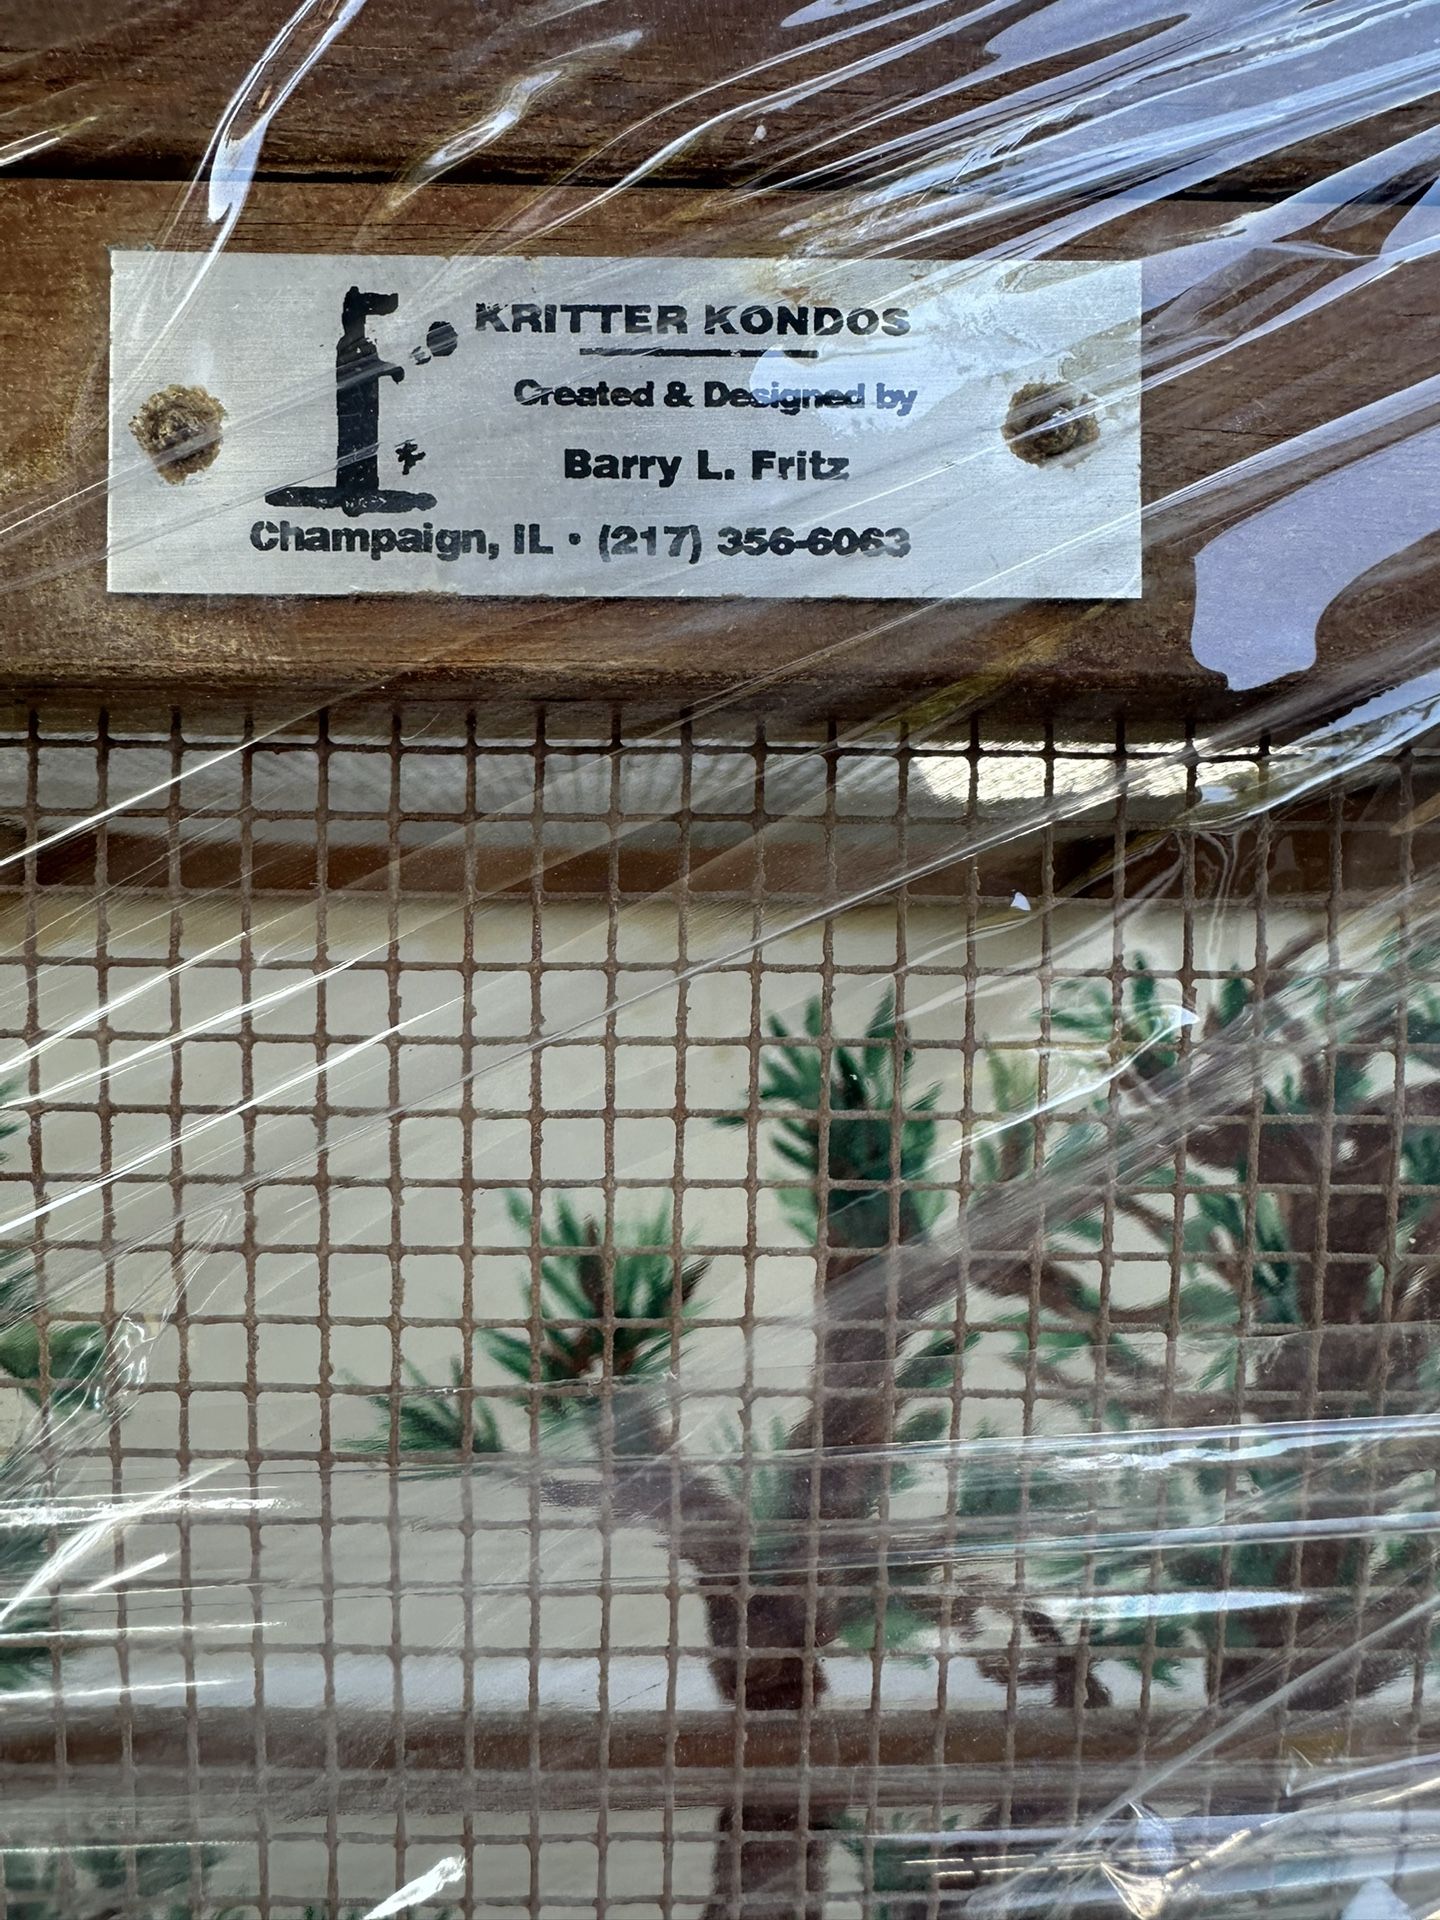 KRITTER KONDOS
Created & Designed by
Barry L. Fritz
Champaign, IL • (217) 356-6063